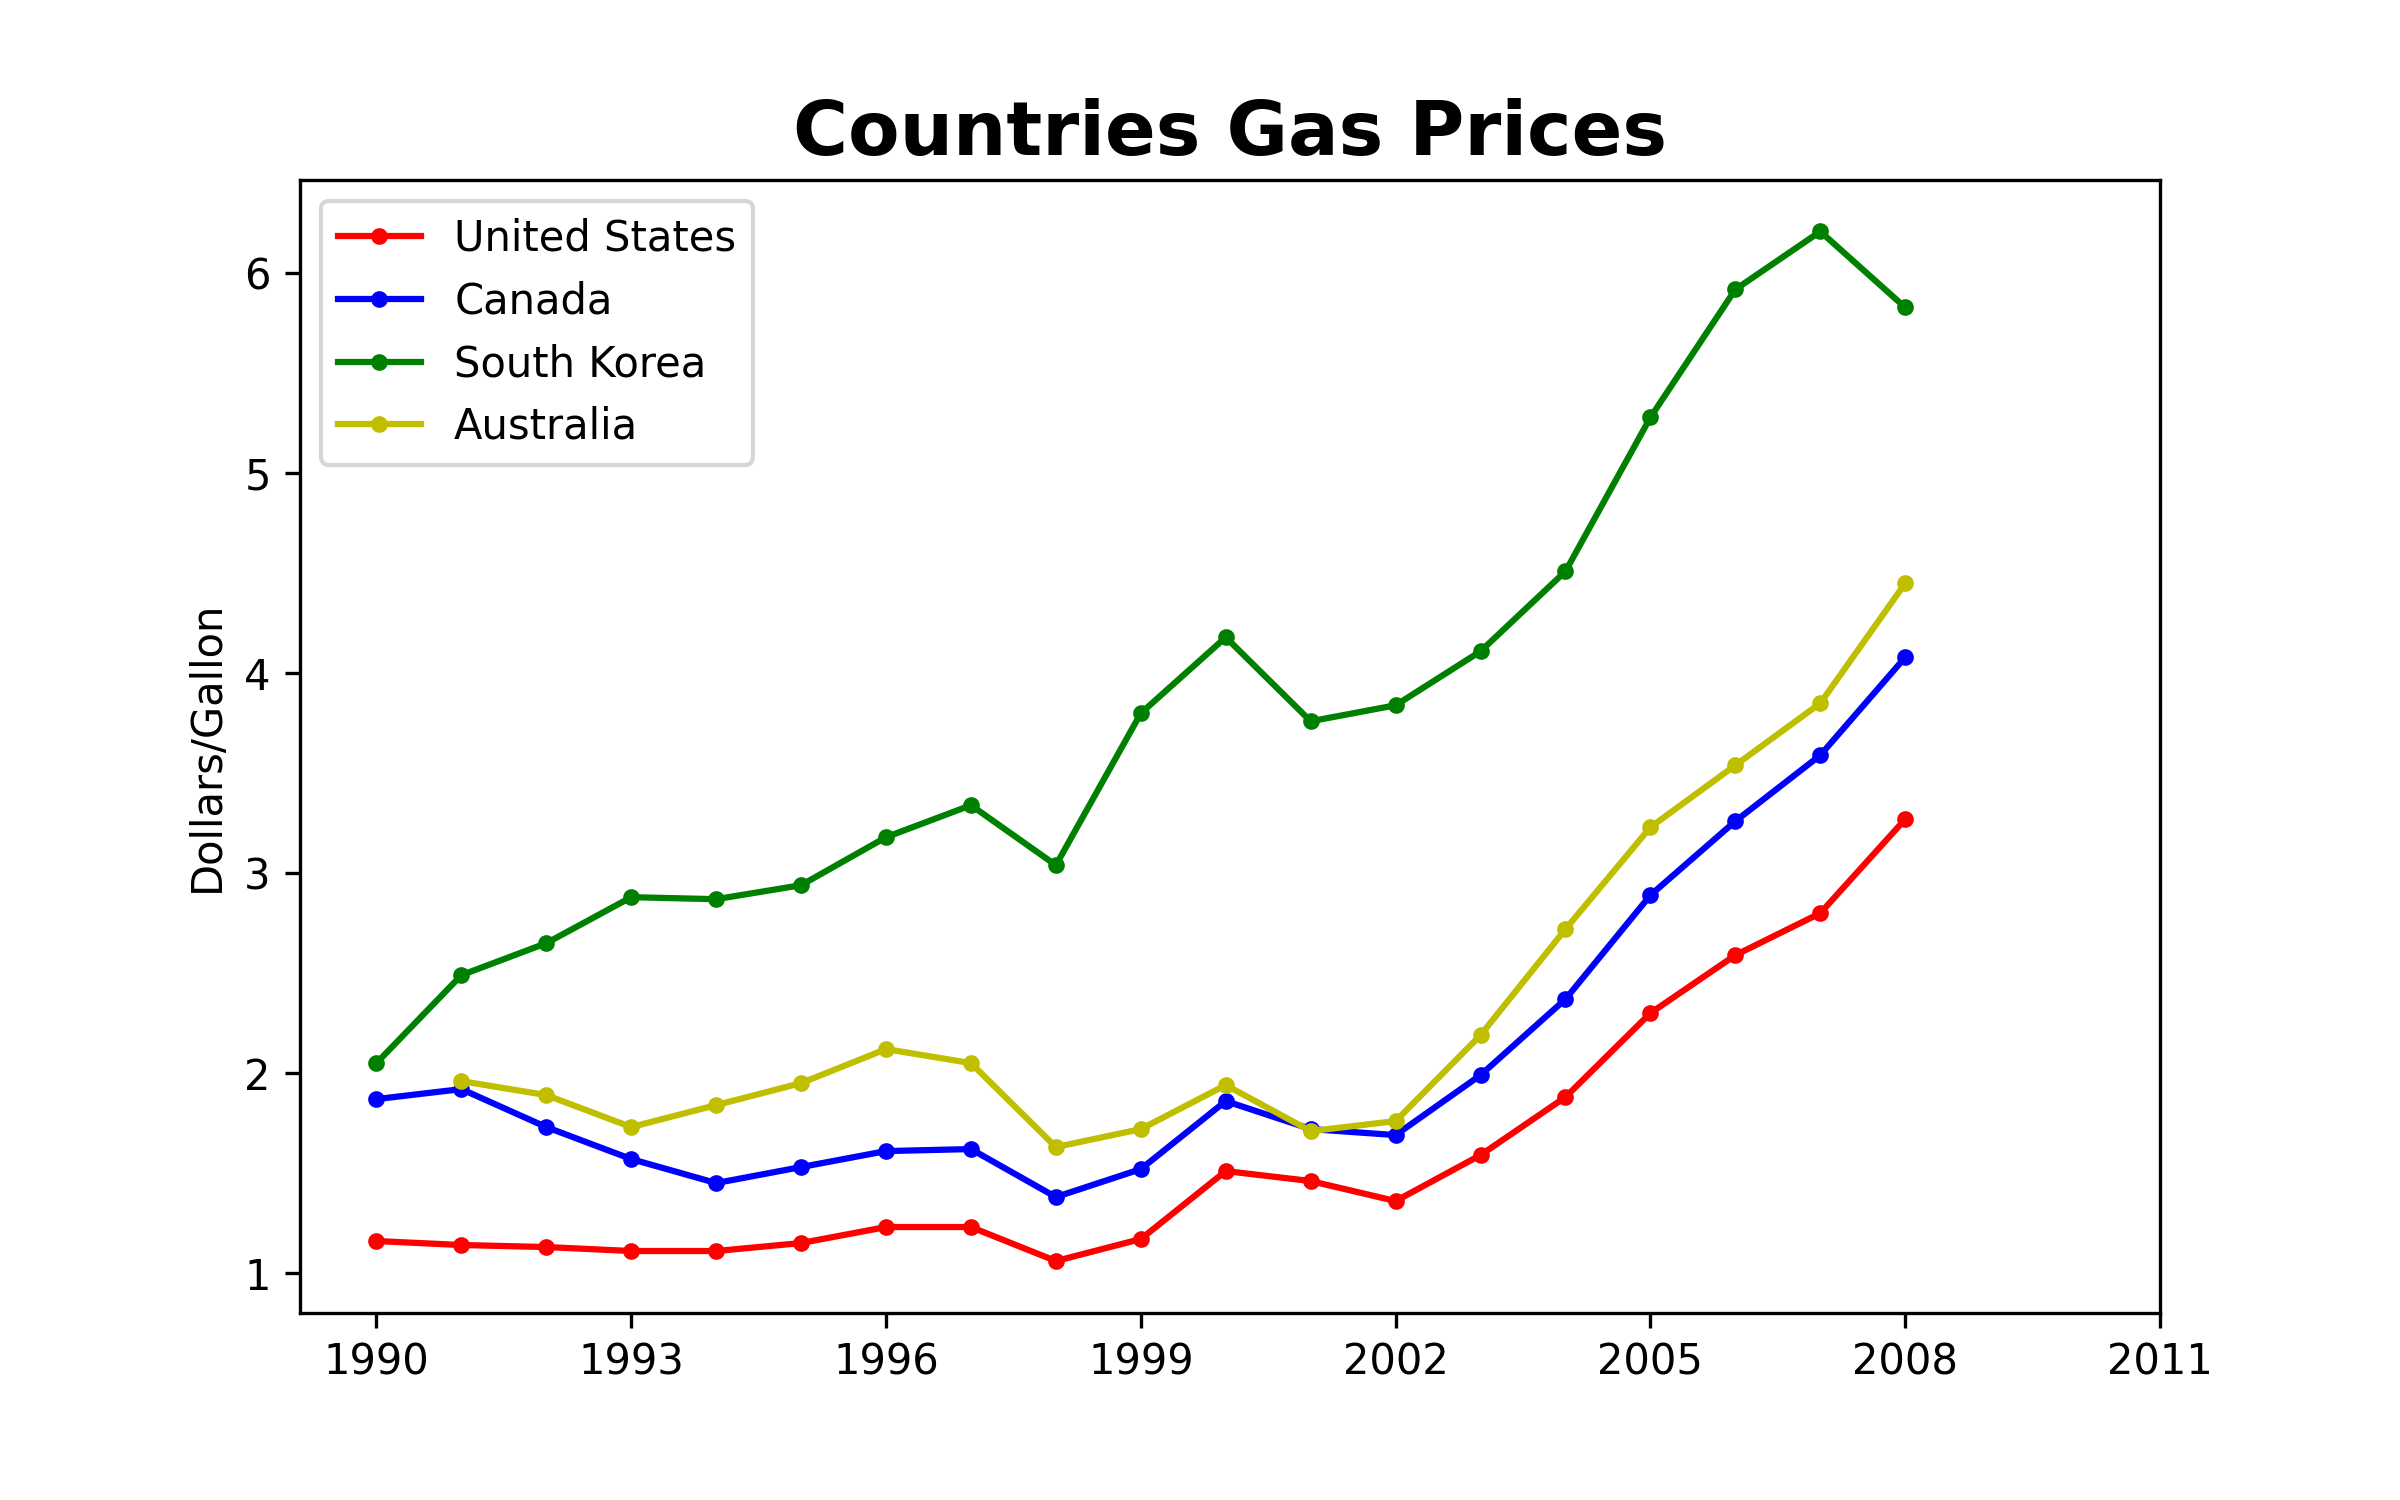 Countries Gas Prices
United States
Canada
South Korea
Australia
Dollars/Gallon
6
5
4
3
2
1
1990 1993 1996 1999 2002 2005 2008 2011